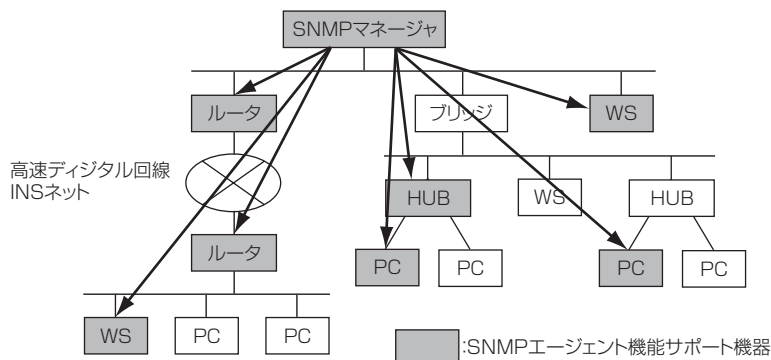 SNMPマネージャ
ルータ
ブリッジ
WS
高速ディジタル回線
INSネット
HUB
WS
HUB
ルータ
PC
PC
PC
PC
WS
PC
PC
:SNMPエージェント機能サポート機器